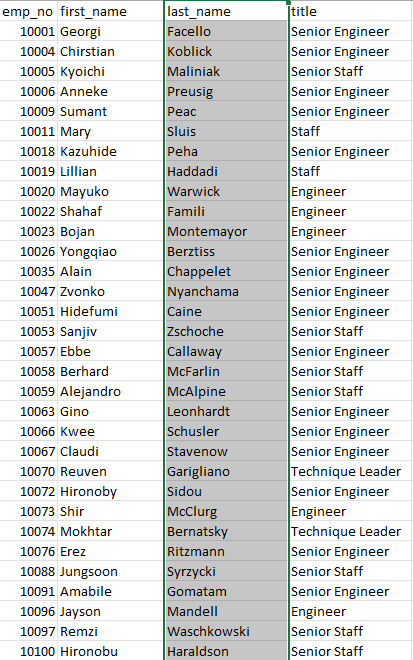 emp_no first_name last_name title
10001 Georgi Facello Senior Engineer
10004 Chirstian Koblick Senior Engineer
10005 Kyoichi Maliniak Senior Staff
10006 Anneke Preusig Senior Engineer
10009 Sumant Peac Senior Engineer
10011 Mary Sluis Staff
10018 Kazuhide Peha Senior Engineer
10019 Lillian Haddadi Staff
10020 Mayuko Warwick Engineer
10022 Shahaf Famili Engineer
10023 Bojan Montemayor Engineer
10026 Yongqiao Berztiss Senior Engineer
10035 Alain Chappelet Senior Engineer
10047 Zvonko Nyanchama Senior Engineer
10051 Hidefumi Caine Senior Engineer
10053 Sanjiv Zschoche Senior Staff
10057 Ebbe Callaway Senior Engineer
10058 Berhard McFarlin Senior Staff
10059 Alejandro McAlpine Senior Staff
10063 Gino Leonhardt Senior Engineer
10066 Kwee Schusler Senior Engineer
10067 Claudi Stavenow Senior Engineer
10070 Reuven Garigliano Technique Leader
10072 Hironoby Sidou Senior Engineer
10073 Shir McClurg Engineer
10074 Mokhtar Bernatsky Technique Leader
10076 Erez Ritzmann Senior Engineer
10088 Jungsoon Syrzycki Senior Staff
10091 Amabile Gomatam Senior Engineer
10096 Jayson Mandell Engineer
10097 Remzi Waschkowski Senior Staff
10100 Hironobu Haraldson Senior Staff